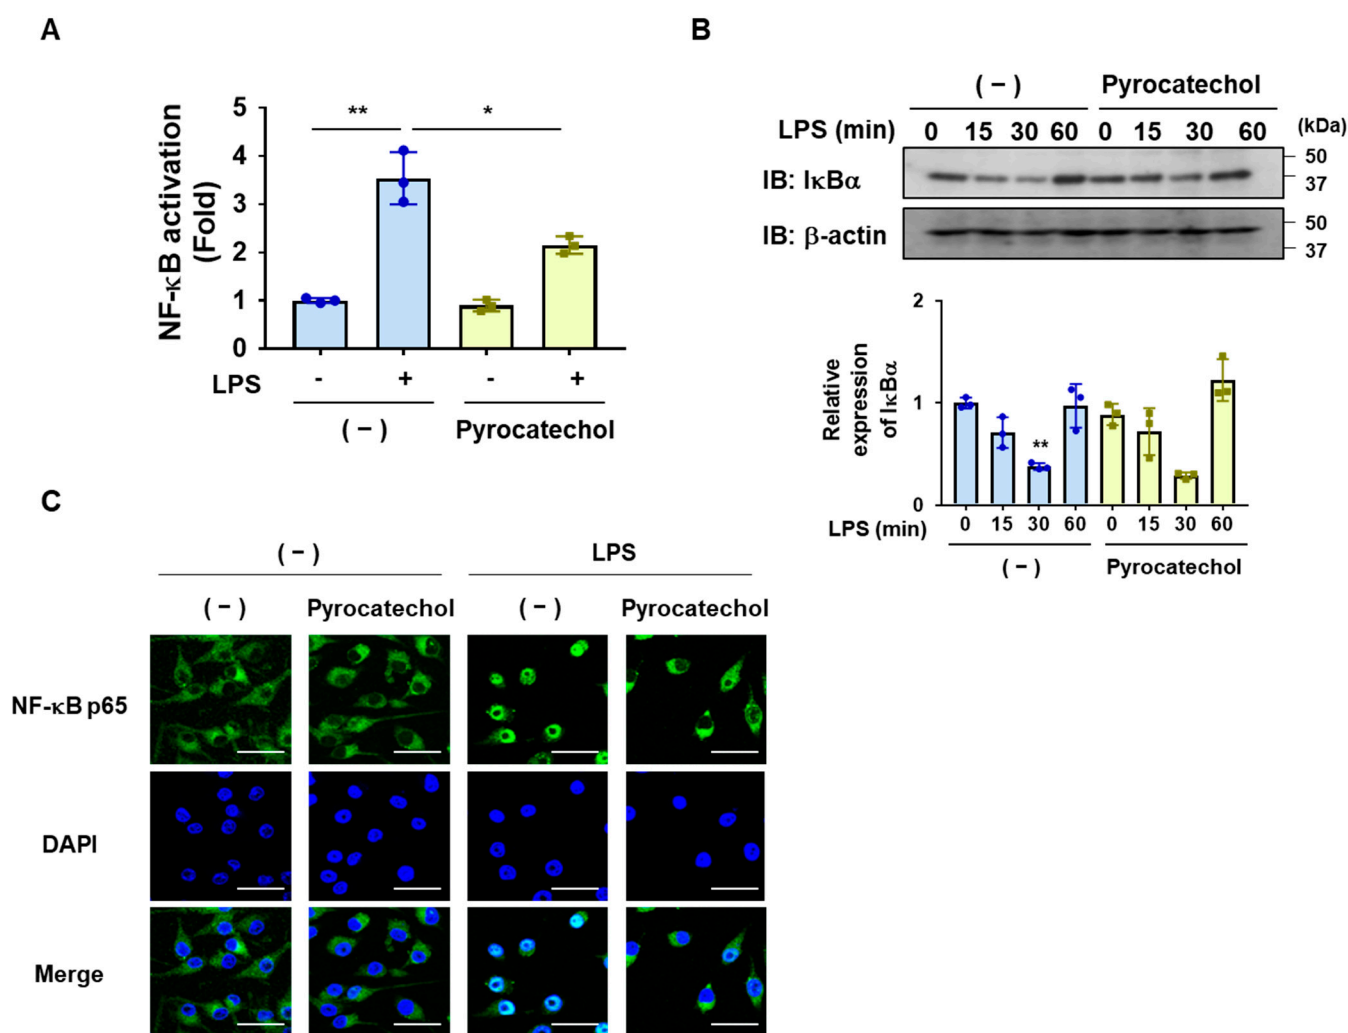 A
NF-κB activation
(Fold)
5
4
3
2
1
0
**
*
LPS - + - +
( − ) Pyrocatechol
B
( − ) Pyrocatechol
LPS (min) 0 15 30 60 0 15 30 60 (kDa)
IB: IκBα
50
37
IB: β-actin
50
37
Relative
expression
of IκBα
2
1
0
**
LPS (min) 0 15 30 60 0 15 30 60
( − ) Pyrocatechol
C
( − ) LPS
( − ) Pyrocatechol ( − ) Pyrocatechol
NF-κB p65
DAPI
Merge